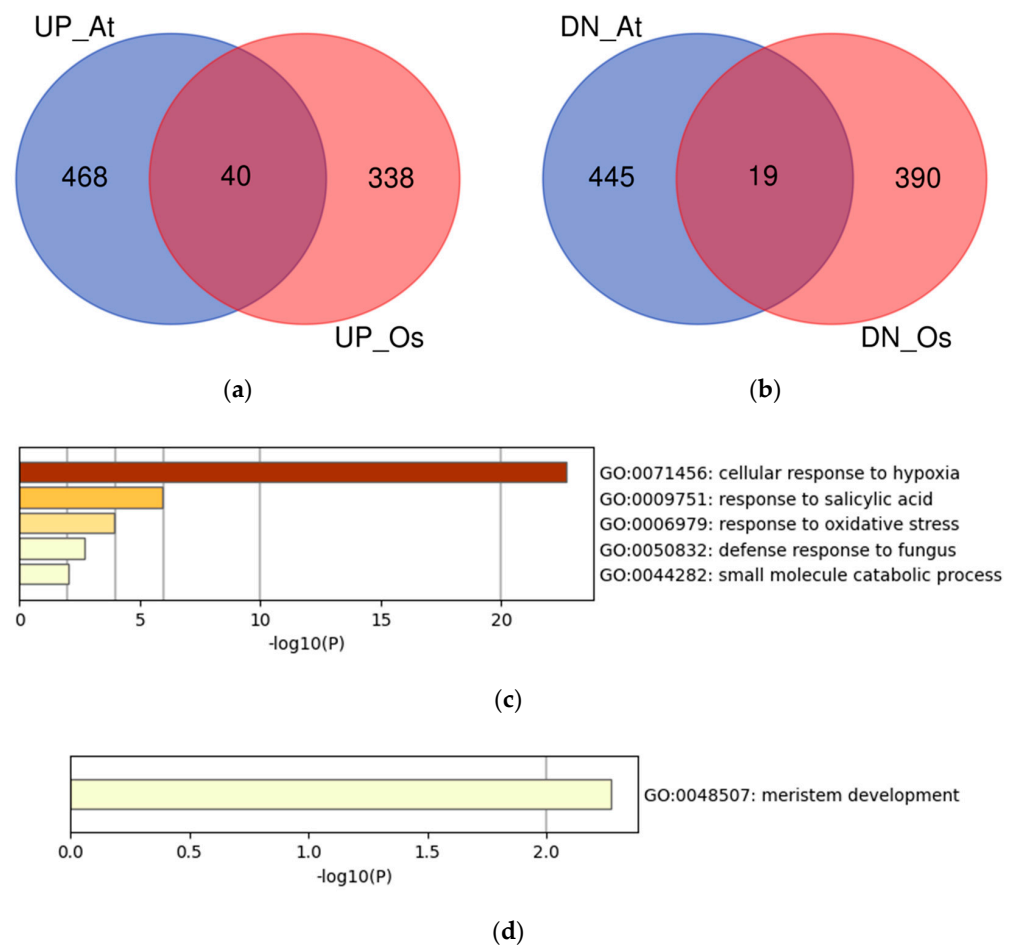 UP_At
DN_At
468
40
338
445
19
390
UP_Os
DN_Os
(a)
(b)
GO:0071456: cellular response to hypoxia
GO:0009751: response to salicylic acid
GO:0006979: response to oxidative stress
GO:0050832: defense response to fungus
GO:0044282: small molecule catabolic process
0 5 10 15 20
-log10(P)
(c)
GO:0048507: meristem development
0.0 0.5 1.0 1.5 2.0
-log10(P)
(d)